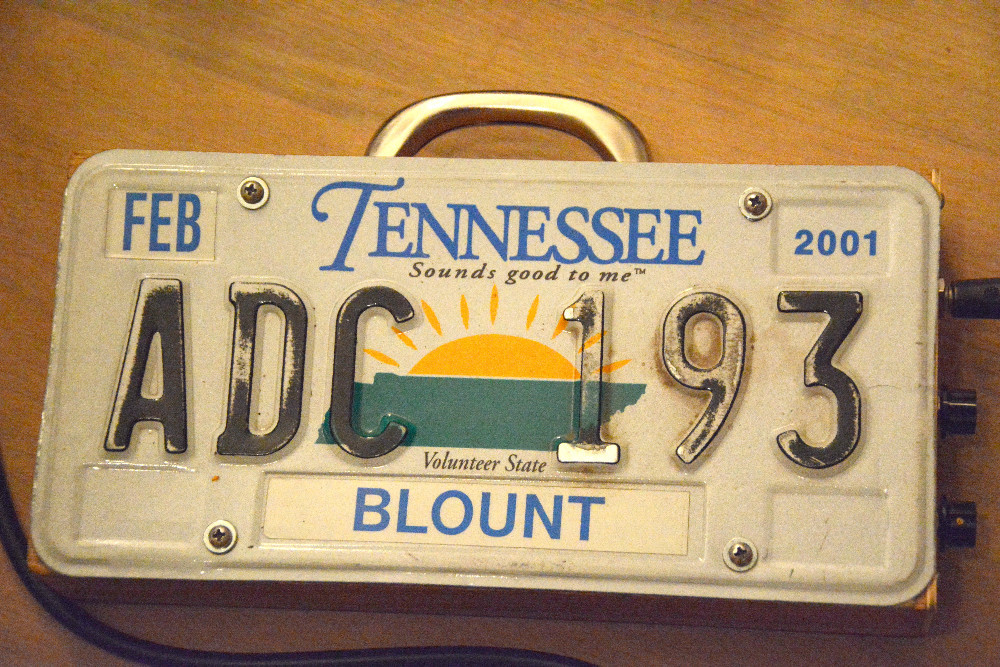 FEB
TENNESSEE
2001
Sounds good to me™
ADC 193
Volunteer State
BLOUNT